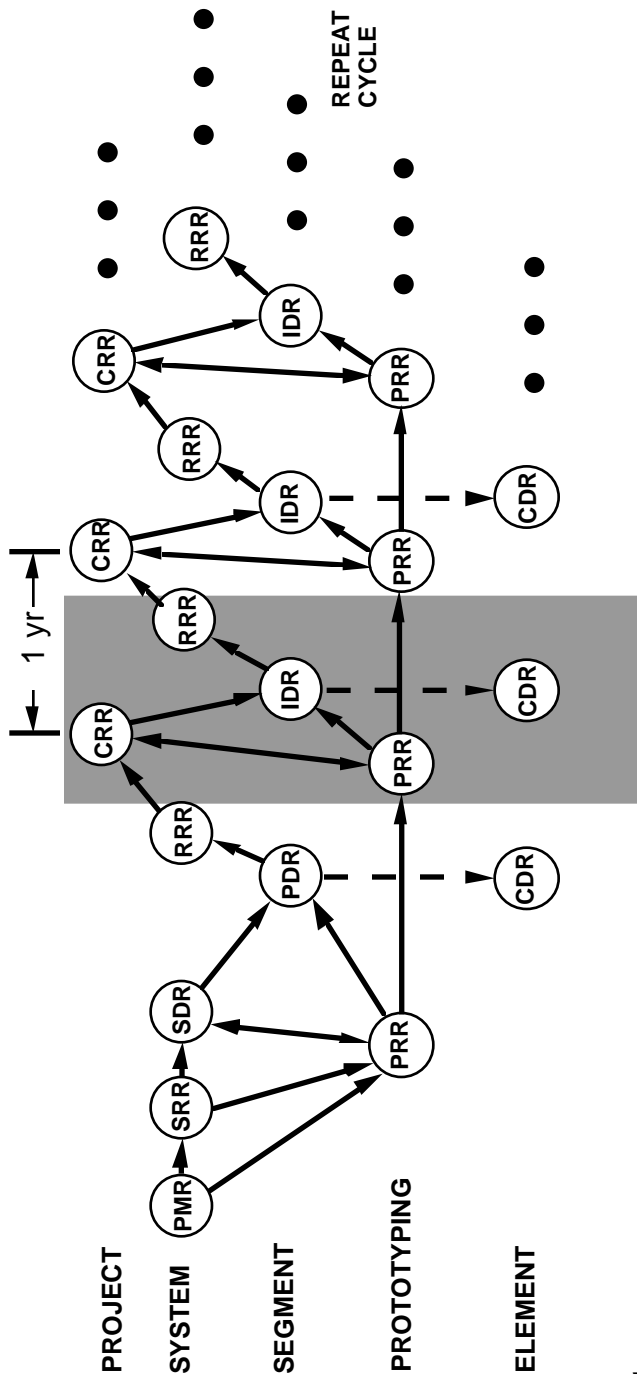 1 yr
PROJECT CRR CRR CRR
SYSTEM PMR SRR SDR RRR RRR RRR RRR
SEGMENT PDR IDR IDR IDR
REPEAT
CYCLE
PROTOTYPING PRR PRR PRR PRR
ELEMENT CDR CDR CDR